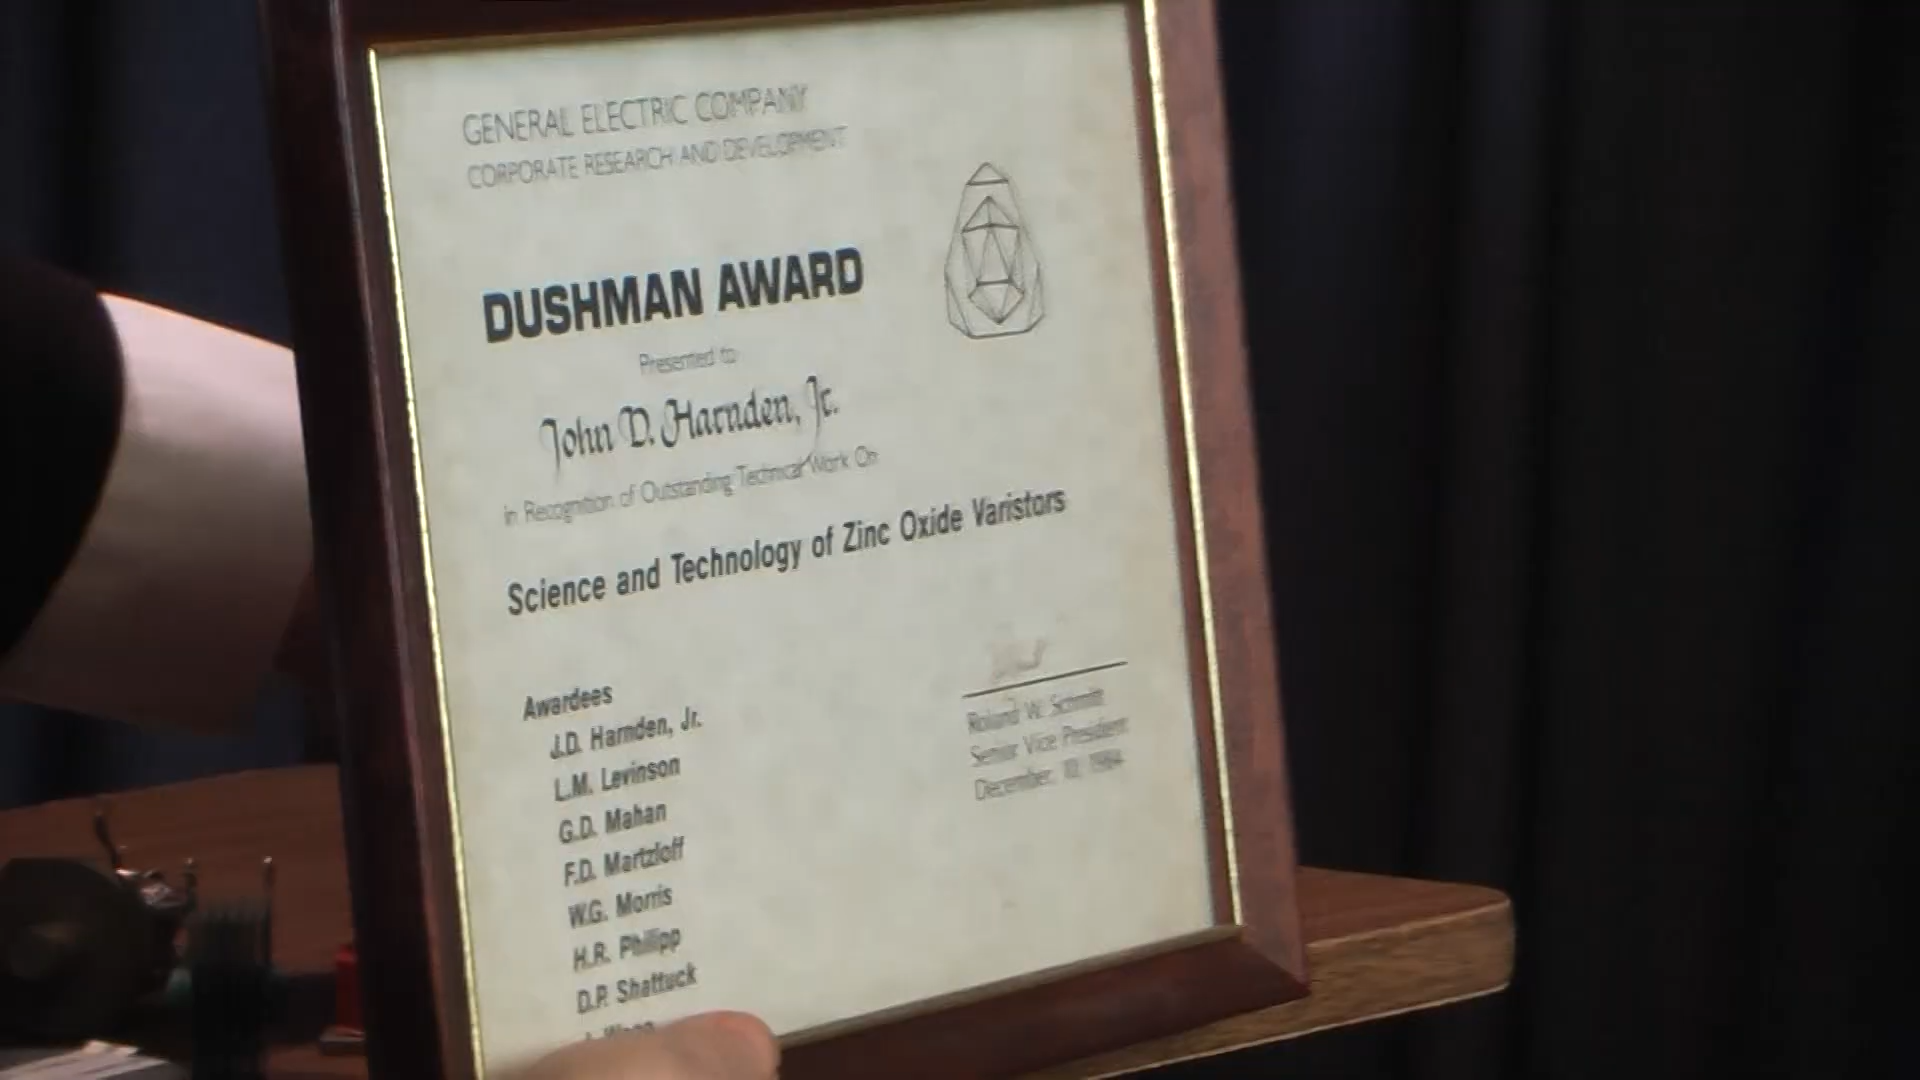 GENERAL ELECTRIC COMPANY
CORPORATE RESEARCH AND DEVELOPMENT
DUSHMAN AWARD
Presented to
John D. Harnden, Jr.
In Recognition of Outstanding Technical Work On
Science and Technology of Zinc Oxide Varistors
Awardees
J.D. Harnden, Jr.
L.M. Levinson
G.D. Mahan
F.D. Martzloff
W.G. Morris
H.R. Philipp
D.P. Shattuck
Roland W. Schmitt
Senior Vice President
December, 10, 1984